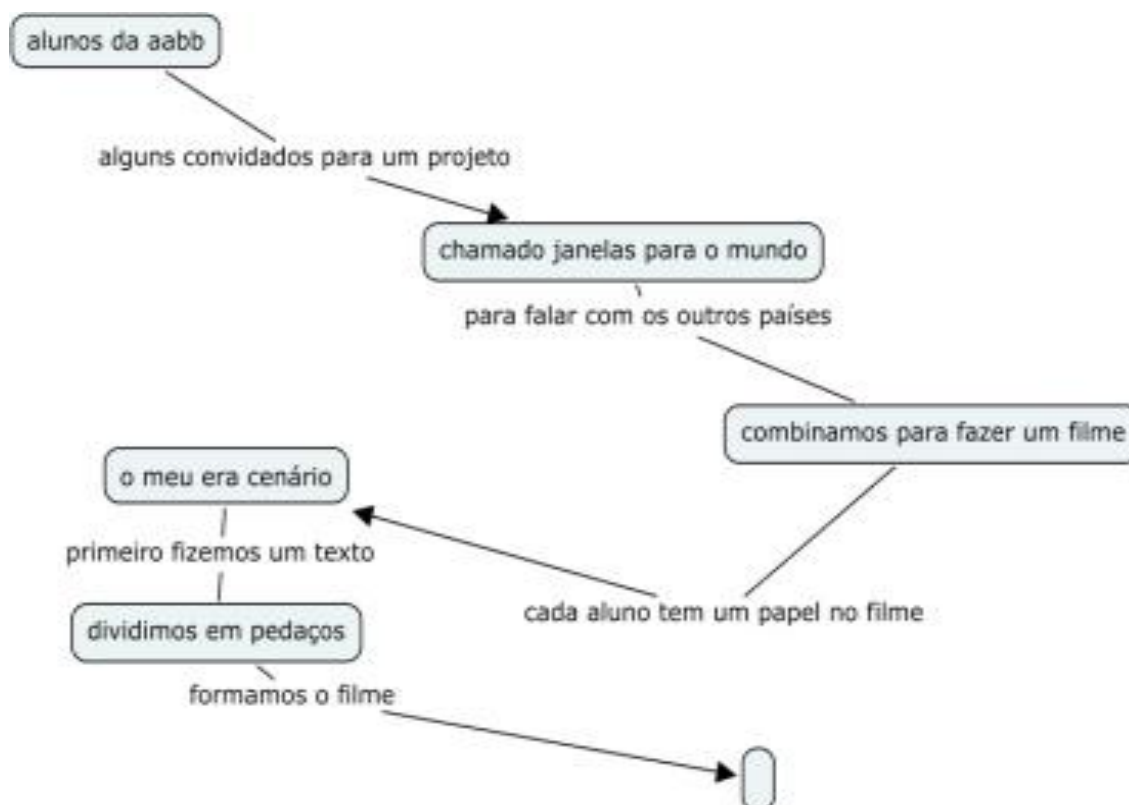 alunos da aabb
alguns convidados para um projeto
chamado janelas para o mundo
para falar com os outros países
combinamos para fazer um filme
cada aluno tem um papel no filme
o meu era cenário
primeiro fizemos um texto
dividimos em pedaços
formamos o filme